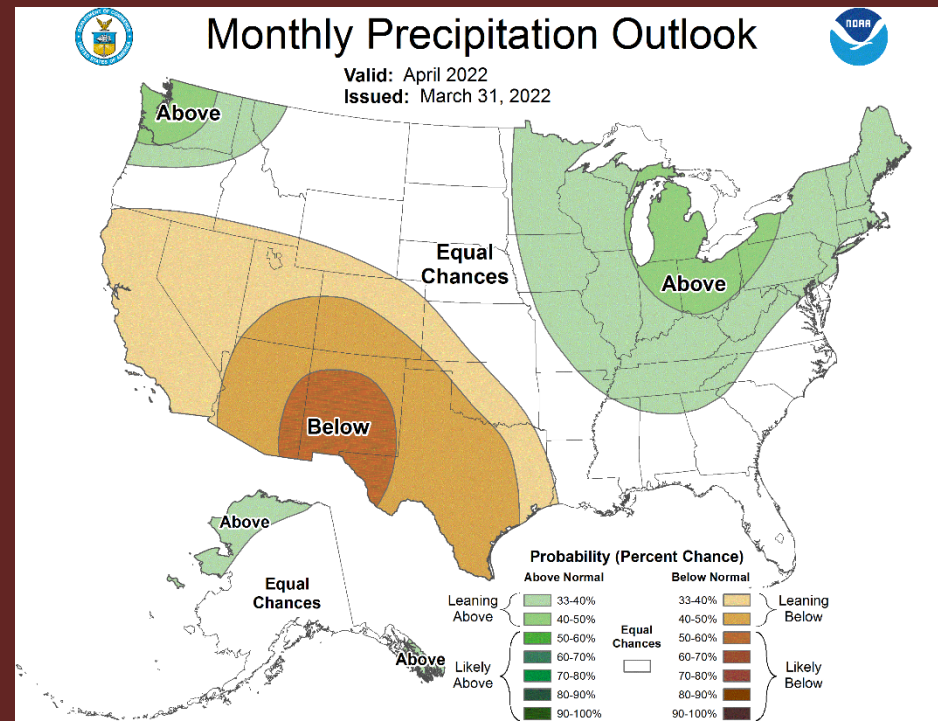 Monthly Precipitation Outlook
NOAA
Valid: April 2022
Issued: March 31, 2022
Above
Equal
Chances
Above
Below
Above
Equal
Chances
Above
Probability (Percent Chance)
Above Normal
Below Normal
Leaning
Above
33-40%
40-50%
Likely
Above
50-60%
60-70%
70-80%
80-90%
90-100%
Equal
Chances
33-40%
40-50%
Leaning
Below
50-60%
60-70%
70-80%
80-90%
90-100%
Likely
Below